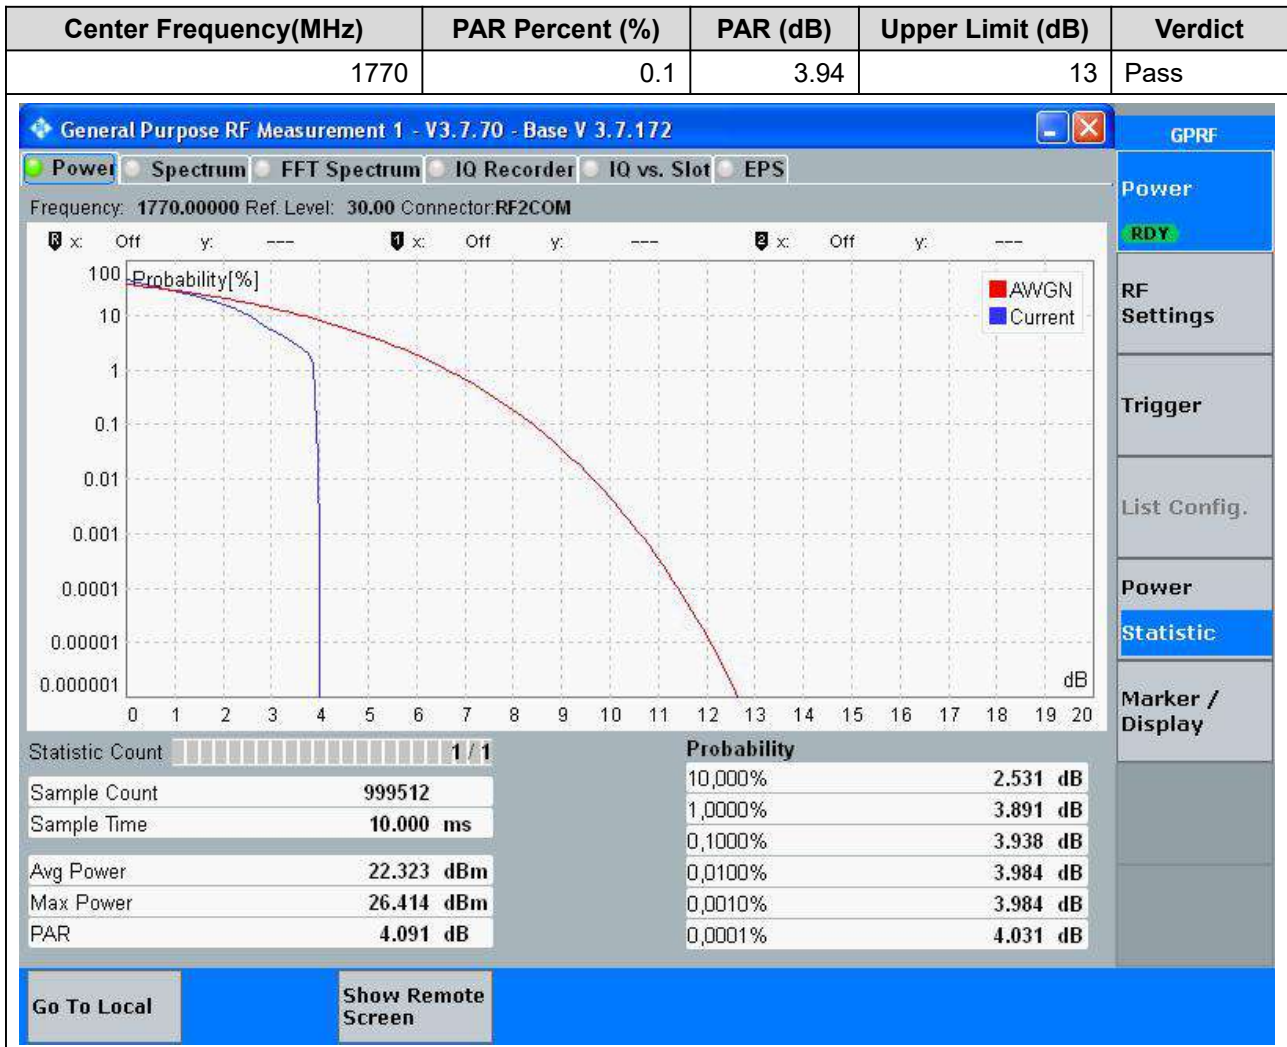 Center Frequency(MHz) PAR Percent (%) PAR (dB) Upper Limit (dB) Verdict
1770 0.1 3.94 13 Pass
General Purpose RF Measurement 1 - V3.7.70 - Base V 3.7.172
GPRF
Power Spectrum FFT Spectrum IQ Recorder IQ vs. Slot EPS
Frequency: 1770.00000 Ref. Level: 30.00 Connector:RF2COM
R x: Off y: --- 1 x: Off y: --- 2 x: Off y: ---
Probability[%]
100
10
1
0.1
0.01
0.001
0.0001
0.00001
0.000001
AWGN
Current
dB
0 1 2 3 4 5 6 7 8 9 10 11 12 13 14 15 16 17 18 19 20
Statistic Count 1 / 1
Sample Count 999512
Sample Time 10.000 ms
Avg Power 22.323 dBm
Max Power 26.414 dBm
PAR 4.091 dB
Probability
10,000% 2.531 dB
1,0000% 3.891 dB
0,1000% 3.938 dB
0,0100% 3.984 dB
0,0010% 3.984 dB
0,0001% 4.031 dB
Power
RDY
RF
Settings
Trigger
List Config.
Power
Statistic
Marker /
Display
Go To Local
Show Remote
Screen